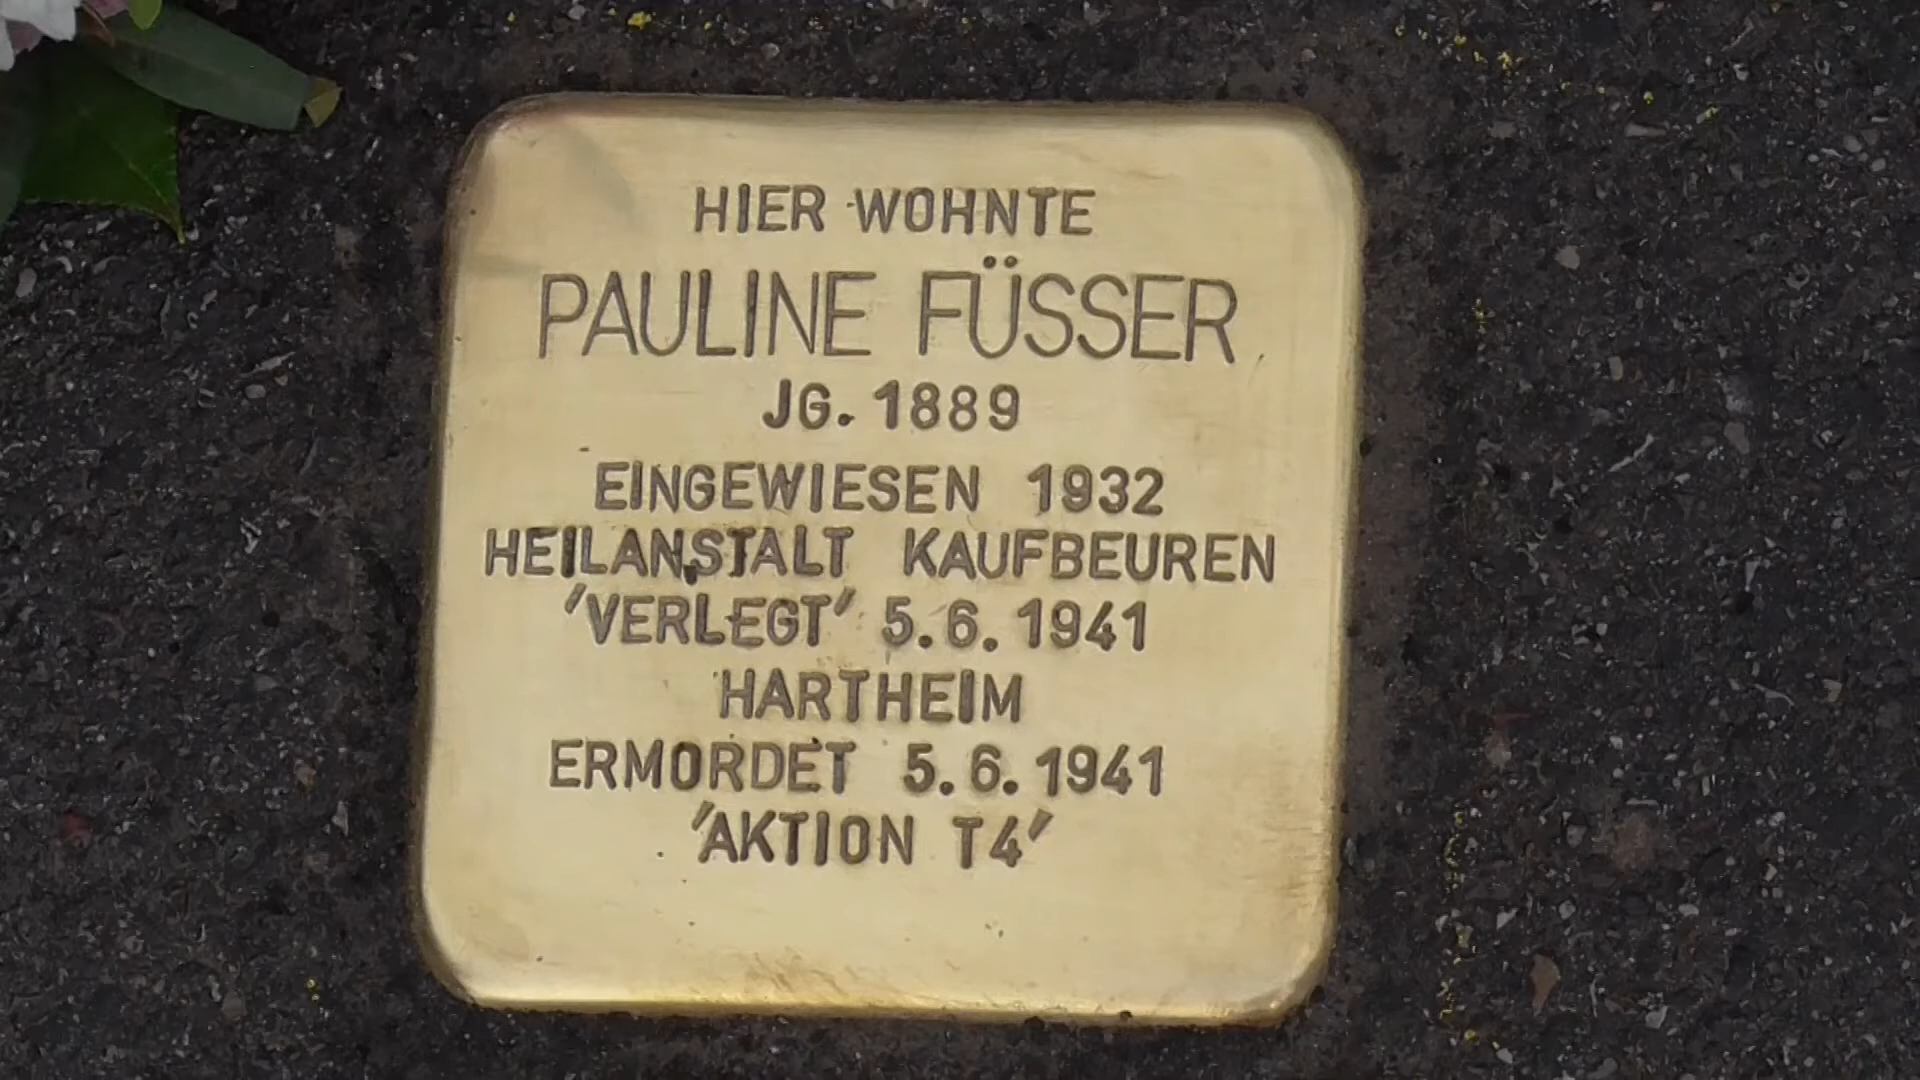 HIER WOHNTE
PAULINE FÜSSER
JG. 1889
EINGEWIESEN 1932
HEILANSTALT KAUFBEUREN
'VERLEGT' 5.6.1941
HARTHEIM
ERMORDET 5.6.1941
'AKTION T4'